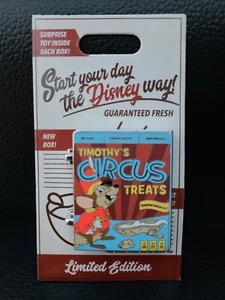 SURPRISE
TOY INSIDE
EACH BOX!
Start your day
the Disney way!
GUARANTEED FRESH
NEW
BOX!
TIMOTHY'S
CIRCUS
TREATS
Limited Edition